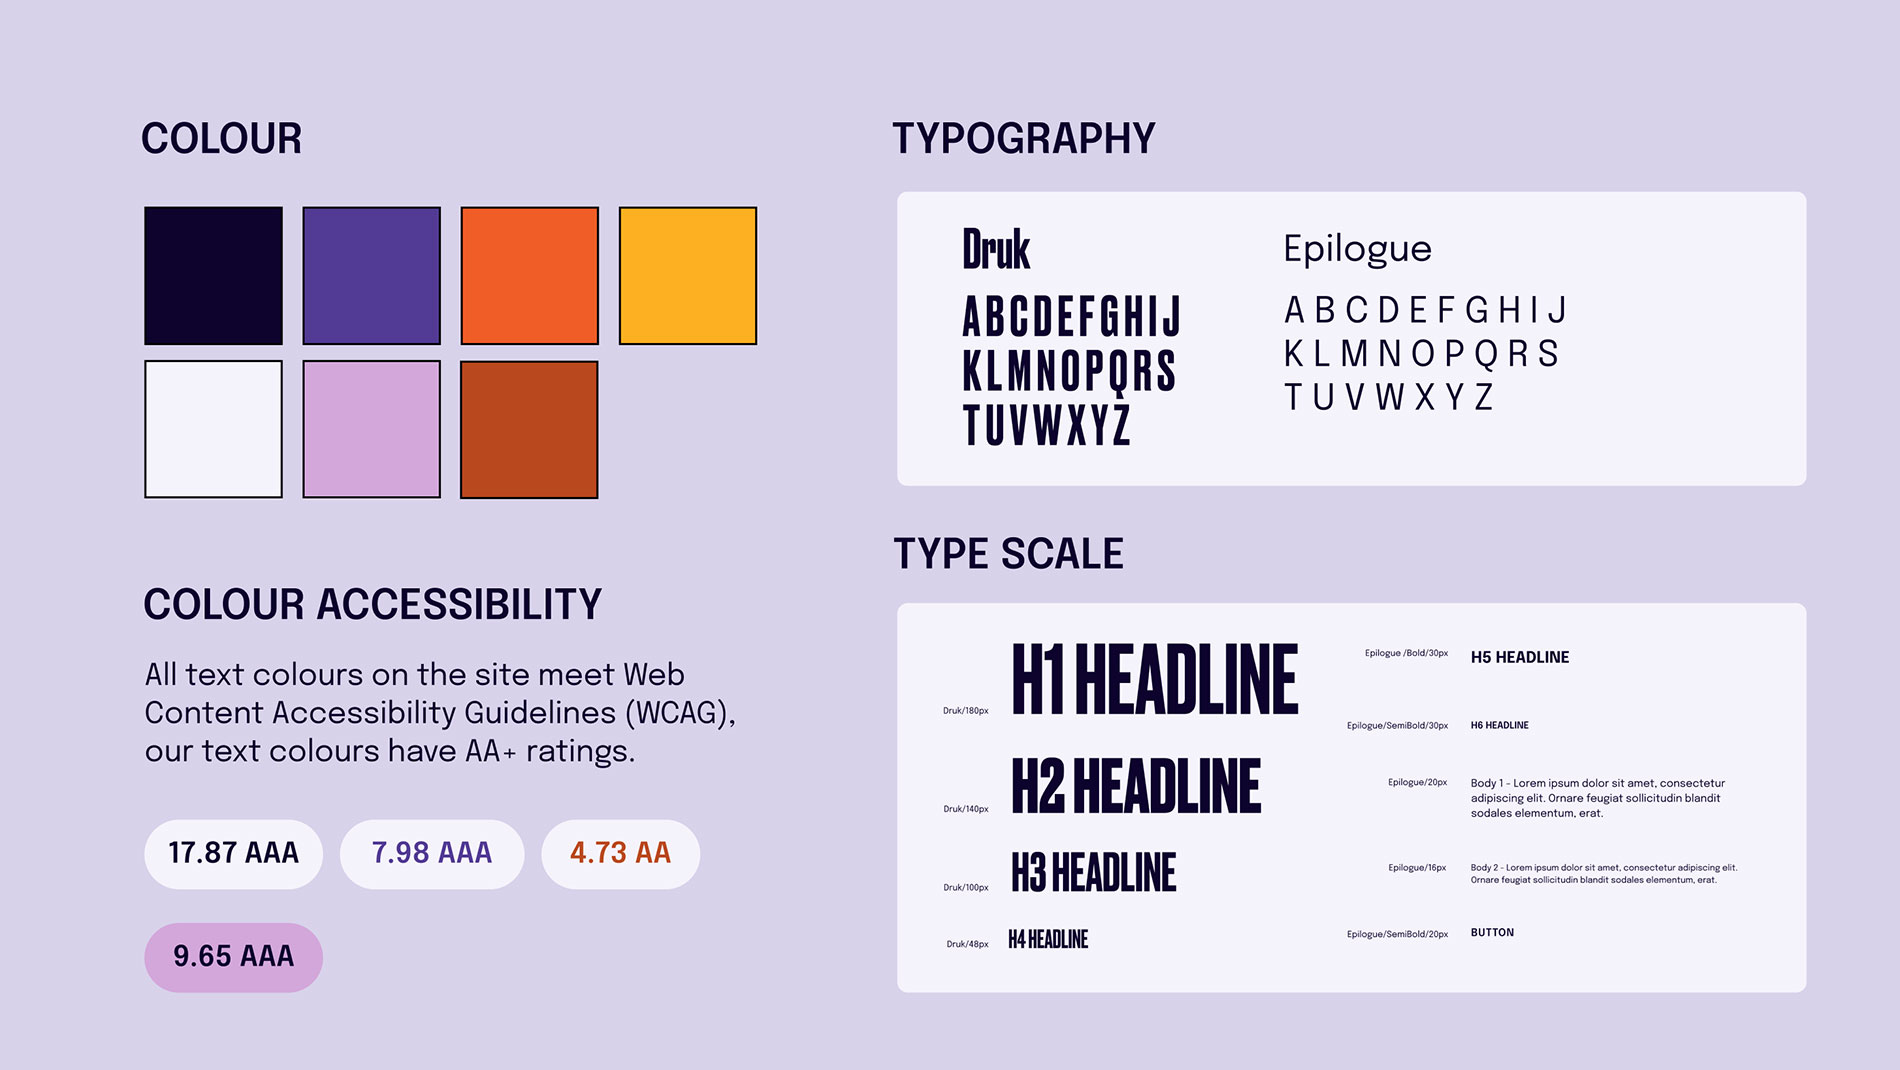 COLOUR
COLOUR ACCESSIBILITY
All text colours on the site meet Web
Content Accessibility Guidelines (WCAG),
our text colours have AA+ ratings.
17.87 AAA
7.98 AAA
4.73 AA
9.65 AAA
TYPOGRAPHY
Druk
ABCDEFGHIJ
KLMNOPQRS
TUVWXYZ
Epilogue
ABCDEFGHIJ
KLMNOPQRS
TUVWXYZ
TYPE SCALE
Druk/180px
H1 HEADLINE
Druk/140px
H2 HEADLINE
Druk/100px
H3 HEADLINE
Druk/48px
H4 HEADLINE
Epilogue /Bold/30px
H5 HEADLINE
Epilogue/SemiBold/30px
H6 HEADLINE
Epilogue/20px
Body 1 - Lorem ipsum dolor sit amet, consectetur
adipiscing elit. Ornare feugiat sollicitudin blandit
sodales elementum, erat.
Epilogue/16px
Body 2 - Lorem ipsum dolor sit amet, consectetur adipiscing elit.
Ornare feugiat sollicitudin blandit sodales elementum, erat.
Epilogue/SemiBold/20px
BUTTON